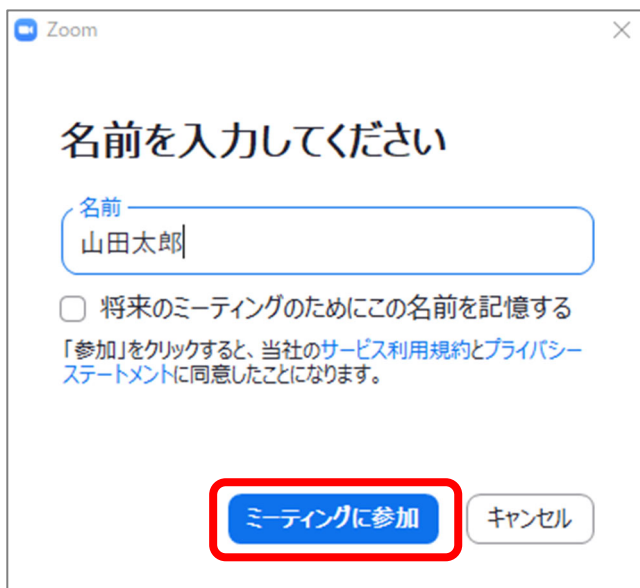 Zoom
名前を入力してください
名前
山田太郎
将来のミーティングのためにこの名前を記憶する
「参加」をクリックすると、当社のサービス利用規約とプライバシー
ステートメントに同意したことになります。
ミーティングに参加
キャンセル